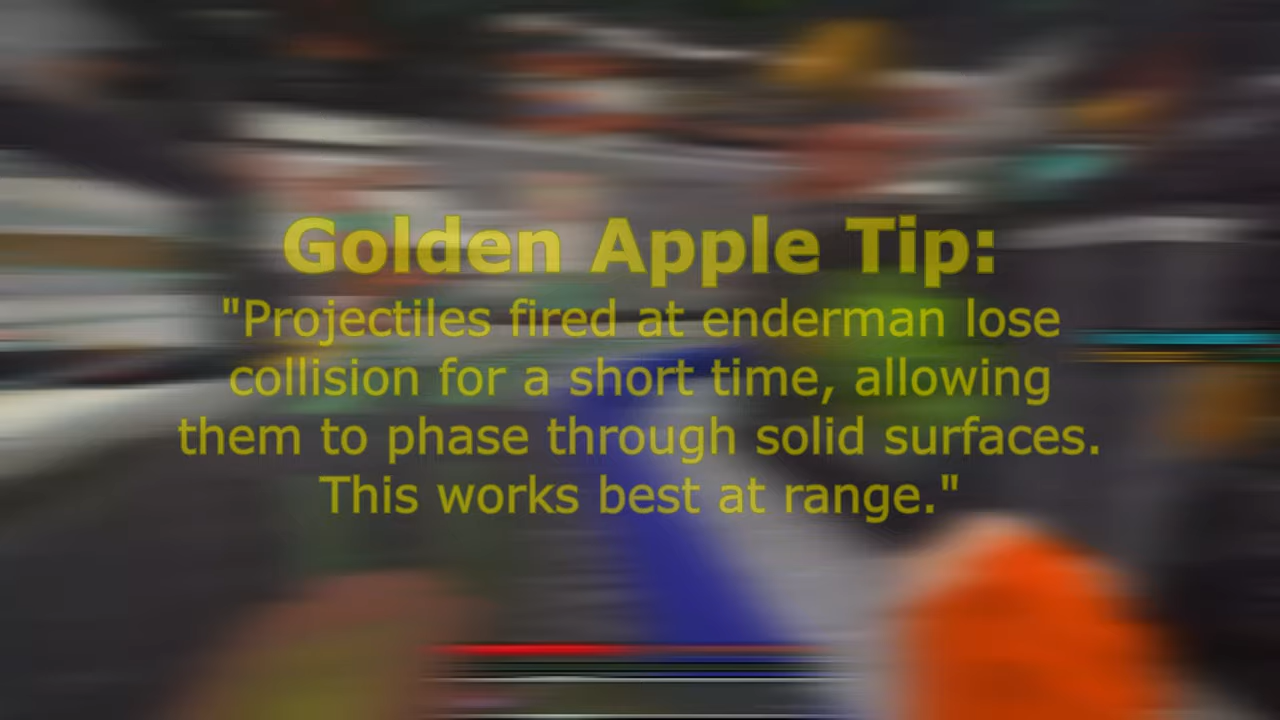 Golden Apple Tip:
"Projectiles fired at enderman lose
collision for a short time, allowing
them to phase through solid surfaces.
This works best at range."